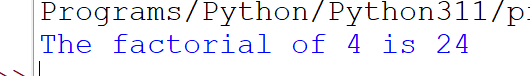 Programs/Python/Python311/p
The factorial of 4 is 24
>>